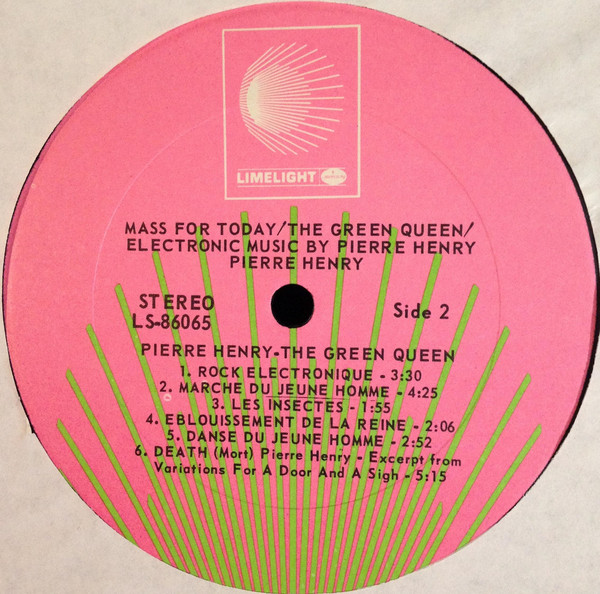 LIMELIGHT
MASS FOR TODAY/THE GREEN QUEEN/
ELECTRONIC MUSIC BY PIERRE HENRY
PIERRE HENRY
STEREO
LS-86065
Side 2
PIERRE HENRY-THE GREEN QUEEN
1. ROCK ELECTRONIQUE - 3:30
2. MARCHE DU JEUNE HOMME - 4:25
3. LES INSECTES - 1:55
4. EBLOUISSEMENT DE LA REINE - 2:06
5. DANSE DU JEUNE HOMME - 2:52
6. DEATH (Mort) Pierre Henry - Excerpt from
Variations For A Door And A Sigh - 5:15